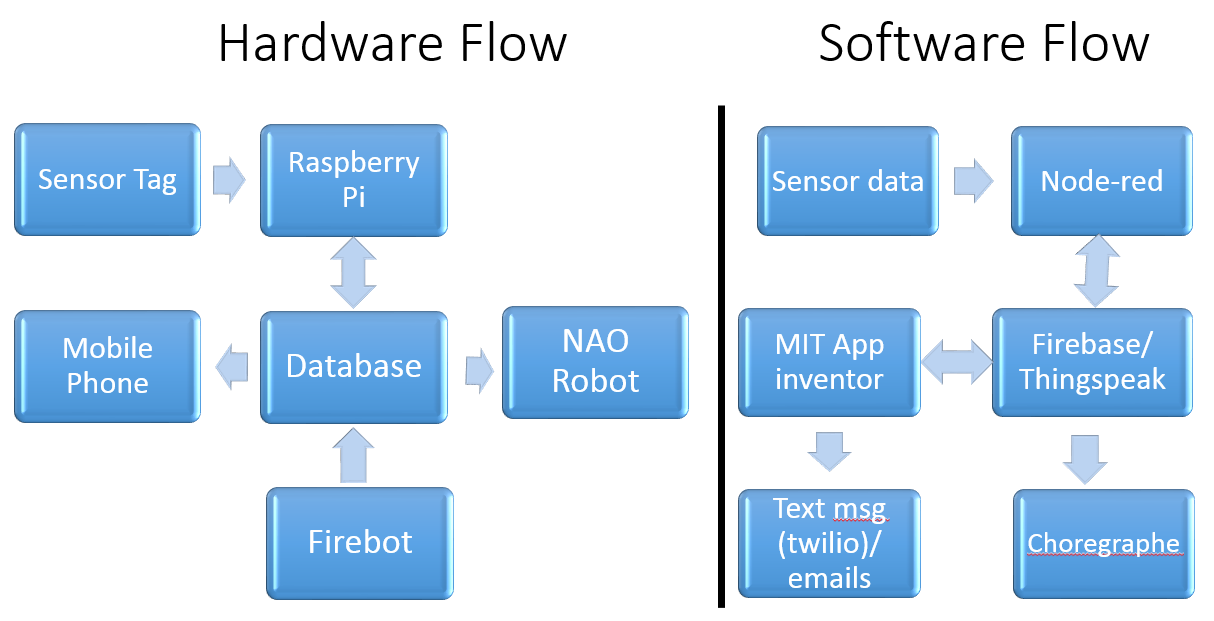 Hardware Flow
Software Flow
Sensor Tag
Raspberry
Pi
Mobile
Phone
Database
NAO
Robot
Firebot
Sensor data
Node-red
MIT App
inventor
Firebase/
Thingspeak
Text msg
(twilio)/
emails
Choregraphe